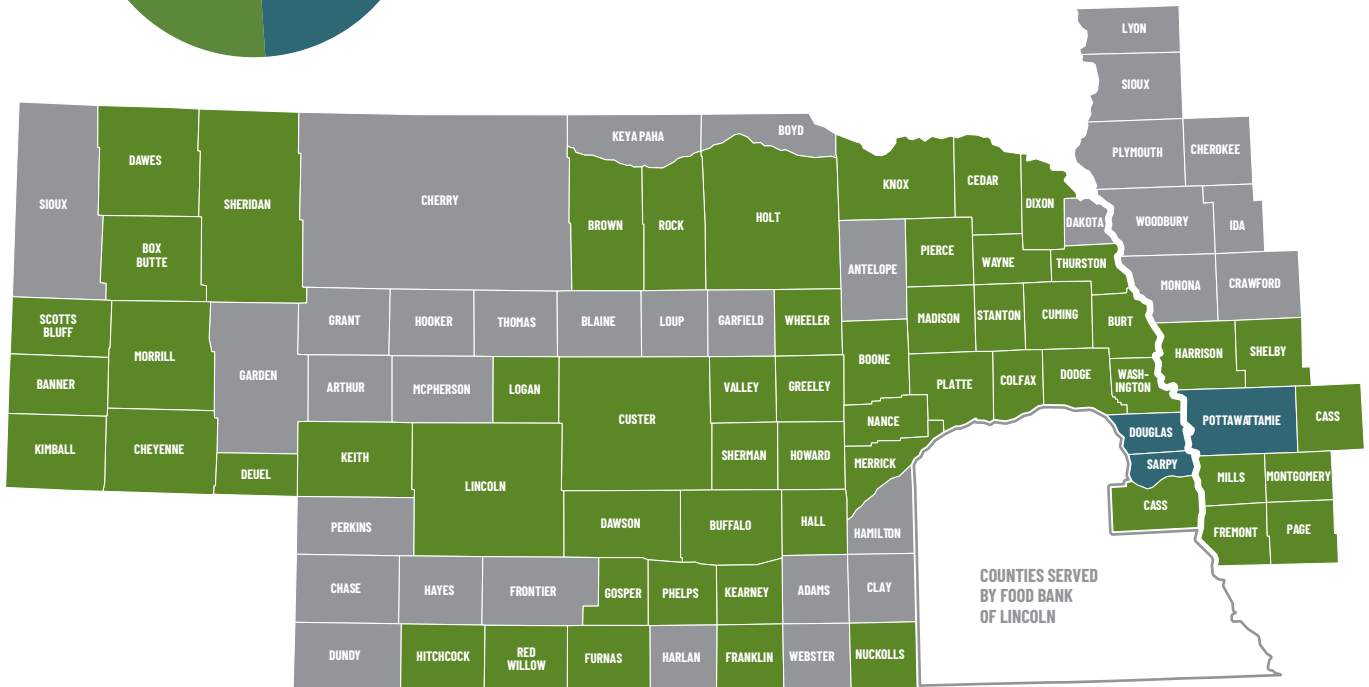 LYON
SIOUX
PLYMOUTH
CHEROKEE
WOODBURY
IDA
MONONA
CRAWFORD
HARRISON
SHELBY
POTTAWATTAMIE
CASS
MILLS
MONTGOMERY
FREMONT
PAGE
SIOUX
DAWES
BOX
BUTTE
SHERIDAN
CHERRY
KEYA PAHA
BOYD
BROWN
ROCK
HOLT
KNOX
CEDAR
DIXON
DAKOTA
ANTELOPE
PIERCE
WAYNE
THURSTON
SCOTTS
BLUFF
MORRILL
GARDEN
GRANT
HOOKER
THOMAS
BLAINE
LOUP
GARFIELD
WHEELER
MADISON
STANTON
CUMING
BURT
BANNER
ARTHUR
MCPHERSON
LOGAN
CUSTER
VALLEY
GREELEY
BOONE
PLATTE
COLFAX
DODGE
WASH-
INGTON
KIMBALL
CHEYENNE
DEUEL
KEITH
LINCOLN
SHERMAN
HOWARD
NANCE
MERRICK
DOUGLAS
SARPY
CASS
PERKINS
DAWSON
BUFFALO
HALL
HAMILTON
CHASE
HAYES
FRONTIER
GOSPER
PHELPS
KEARNEY
ADAMS
CLAY
DUNDY
HITCHCOCK
RED
WILLOW
FURNAS
HARLAN
FRANKLIN
WEBSTER
NUCKOLLS
COUNTIES SERVED
BY FOOD BANK
OF LINCOLN